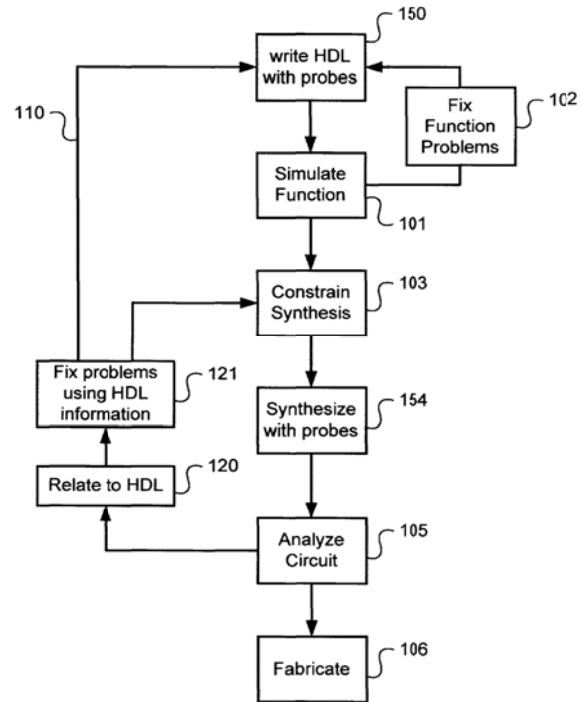 150
write HDL
with probes
110
Fix
Function
Problems
102
Simulate
Function
101
Constrain
Synthesis
103
Fix problems
using HDL
information
121
Synthesize
with probes
154
Relate to HDL
120
Analyze
Circuit
105
Fabricate
106